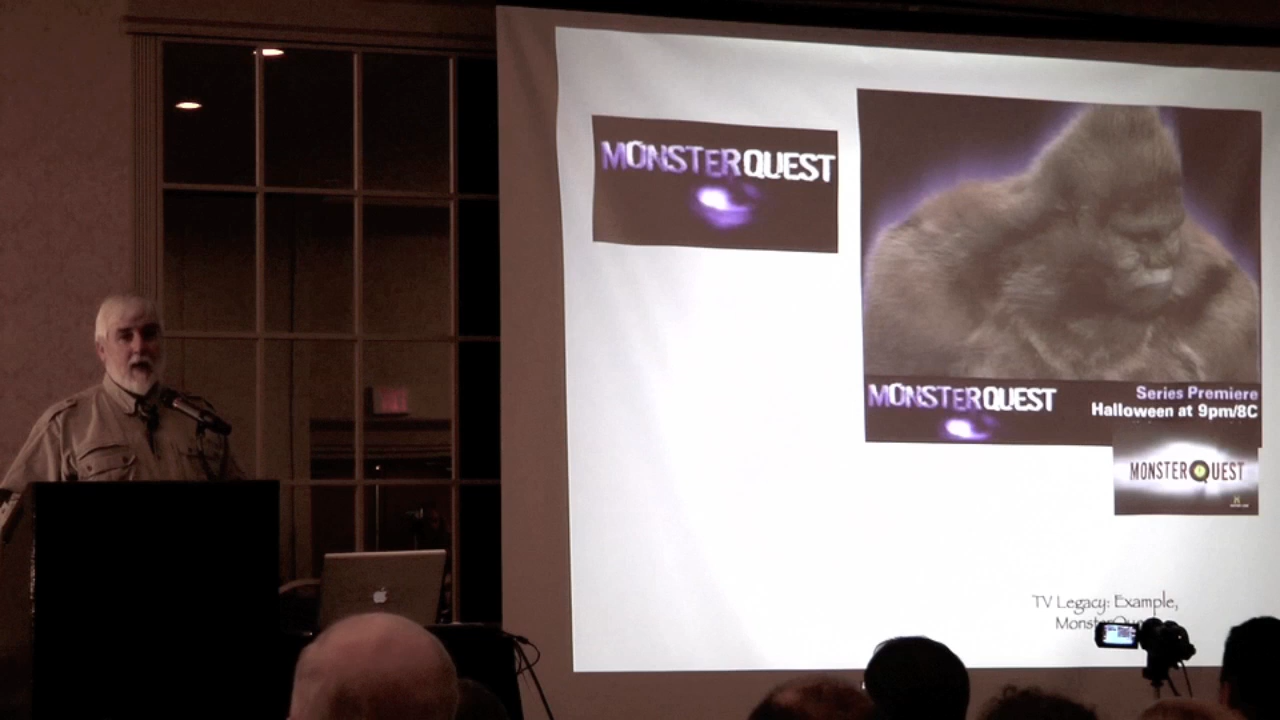 MONSTERQUEST
MONSTERQUEST
Series Premiere
Halloween at 9pm/8C
MONSTERQUEST
TV Legacy: Example,